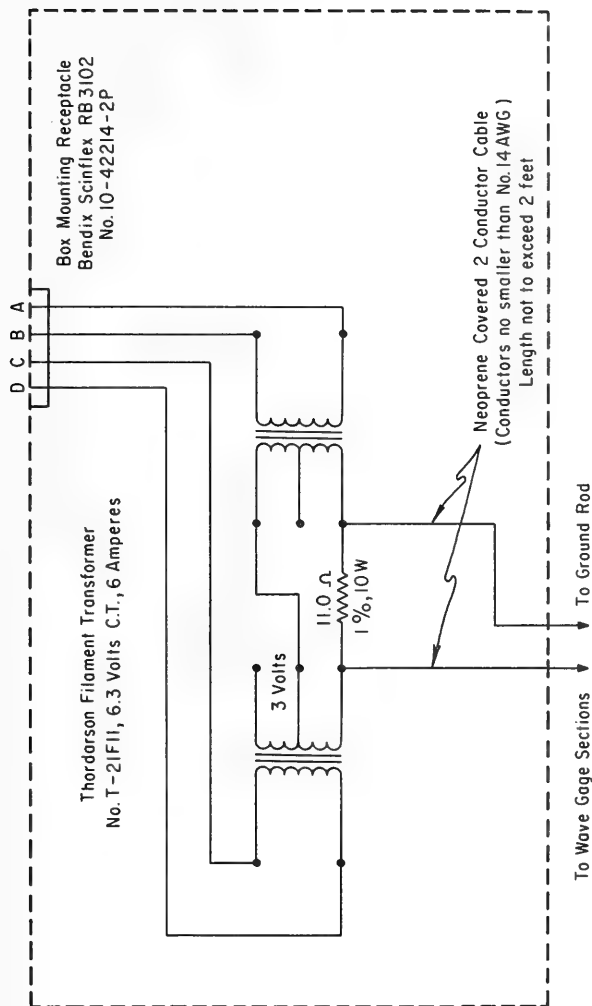 Box Mounting Receptacle
Bendix Scinflex RB 3102
No. 10-42214-2P
A
B
C
D
Thordarson Filament Transformer
No. T-21F11, 6.3 Volts C.T., 6 Amperes
3 Volts
11.0 Ω
1 %, 10W
Neoprene Covered 2 Conductor Cable
(Conductors no smaller than No. 14 AWG)
Length not to exceed 2 feet
To Ground Rod
To Wave Gage Sections